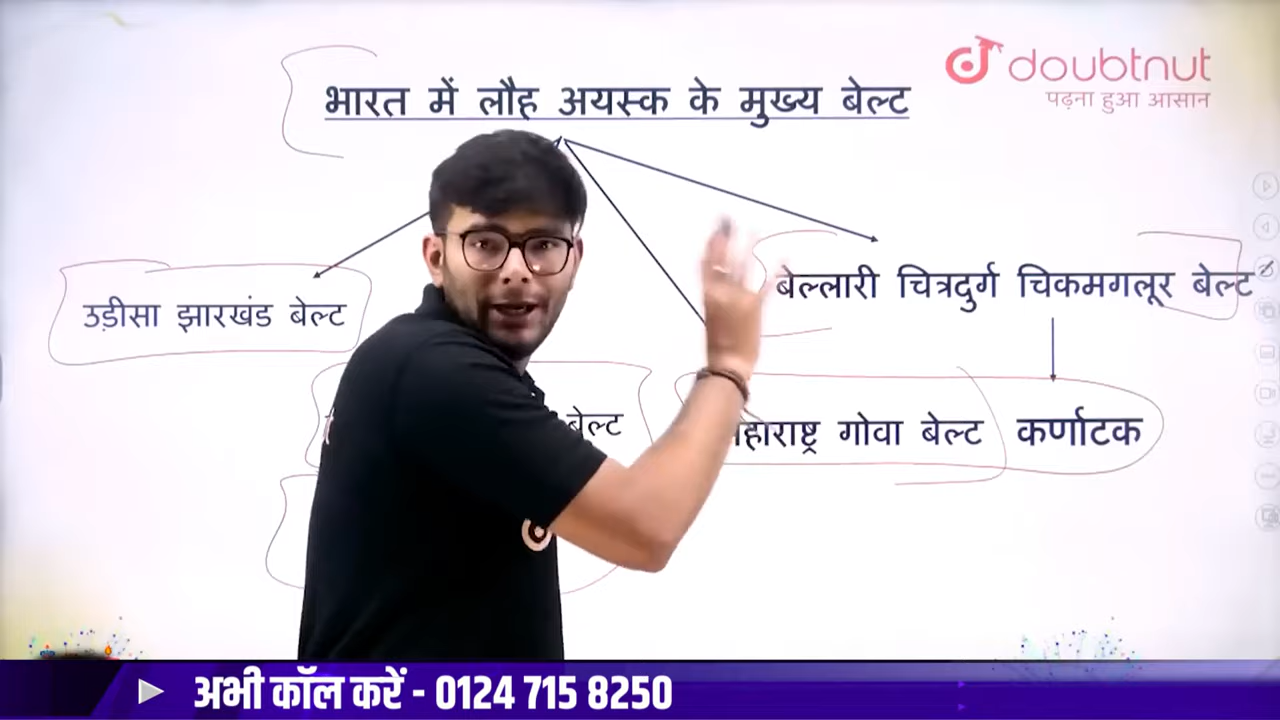 doubtnut
पढ़ना हुआ आसान
भारत में लौह अयस्क के मुख्य बेल्ट
उड़ीसा झारखंड बेल्ट
बेल्लारी चित्रदुर्ग चिकमगलूर बेल्ट
बेल्ट
गोवा बेल्ट
कर्णाटक
अभी कॉल करें - 0124 715 8250